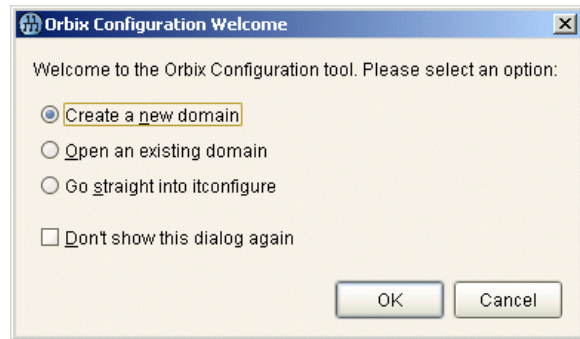 Orbix Configuration Welcome
Welcome to the Orbix Configuration tool. Please select an option:
Create a new domain
Open an existing domain
Go straight into itconfigure
Don't show this dialog again
OK Cancel